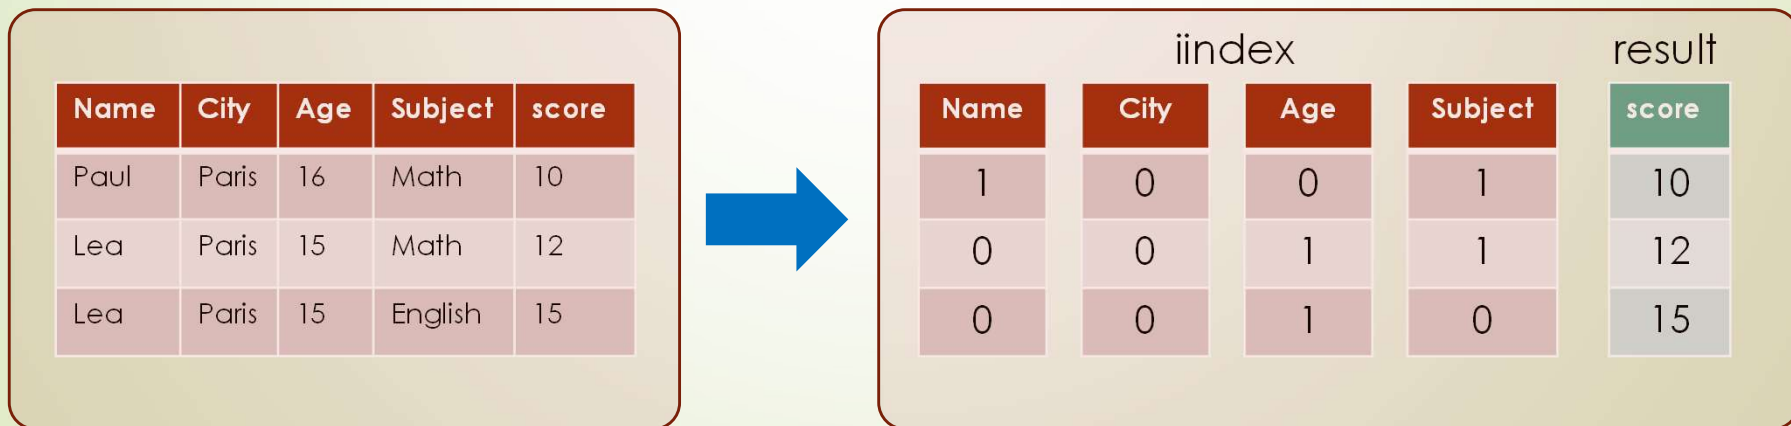 iindex result
Name City Age Subject score Name City Age Subject score
Paul Paris 16 Math 10 1 0 0 1 10
Lea Paris 15 Math 12 0 0 1 1 12
Lea Paris 15 English 15 0 0 1 0 15